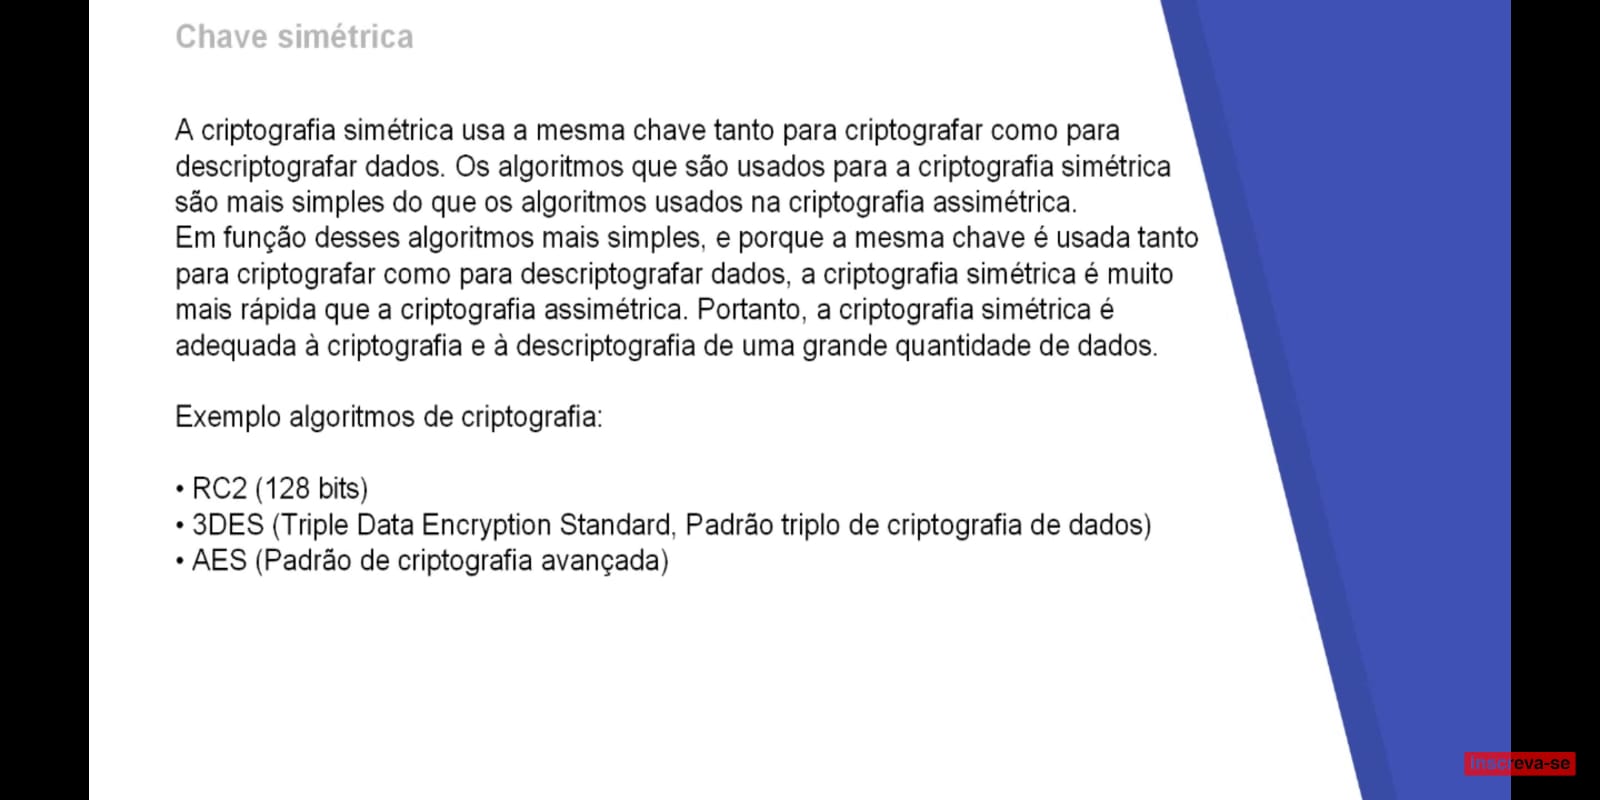 Chave simétrica
A criptografia simétrica usa a mesma chave tanto para criptografar como para
descriptografar dados. Os algoritmos que são usados para a criptografia simétrica
são mais simples do que os algoritmos usados na criptografia assimétrica.
Em função desses algoritmos mais simples, e porque a mesma chave é usada tanto
para criptografar como para descriptografar dados, a criptografia simétrica é muito
mais rápida que a criptografia assimétrica. Portanto, a criptografia simétrica é
adequada à criptografia e à descriptografia de uma grande quantidade de dados.
Exemplo algoritmos de criptografia:
• RC2 (128 bits)
• 3DES (Triple Data Encryption Standard, Padrão triplo de criptografia de dados)
• AES (Padrão de criptografia avançada)
inscreva-se